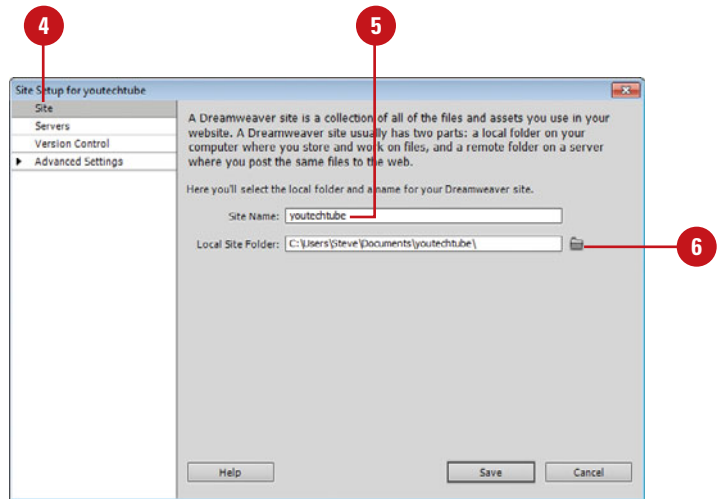 4
5
Site Setup for youtechtube
Site
Servers
Version Control
Advanced Settings
A Dreamweaver site is a collection of all of the files and assets you use in your
website. A Dreamweaver site usually has two parts: a local folder on your
computer where you store and work on files, and a remote folder on a server
where you post the same files to the web.
Here you'll select the local folder and a name for your Dreamweaver site.
Site Name: youtechtube
Local Site Folder: C:\Users\Steve\Documents\youtechtube\
6
Help
Save
Cancel